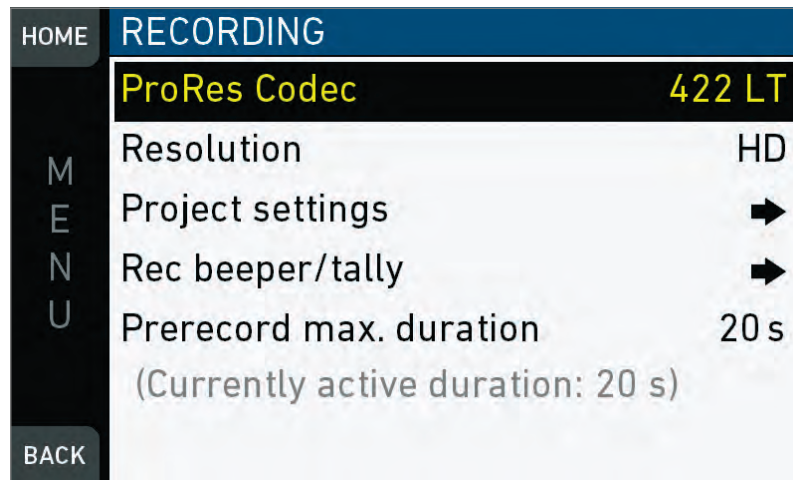 HOME
RECORDING
ProRes Codec 422 LT
Resolution HD
Project settings
Rec beeper/tally
Prerecord max. duration 20 s
(Currently active duration: 20 s)
MENU
BACK